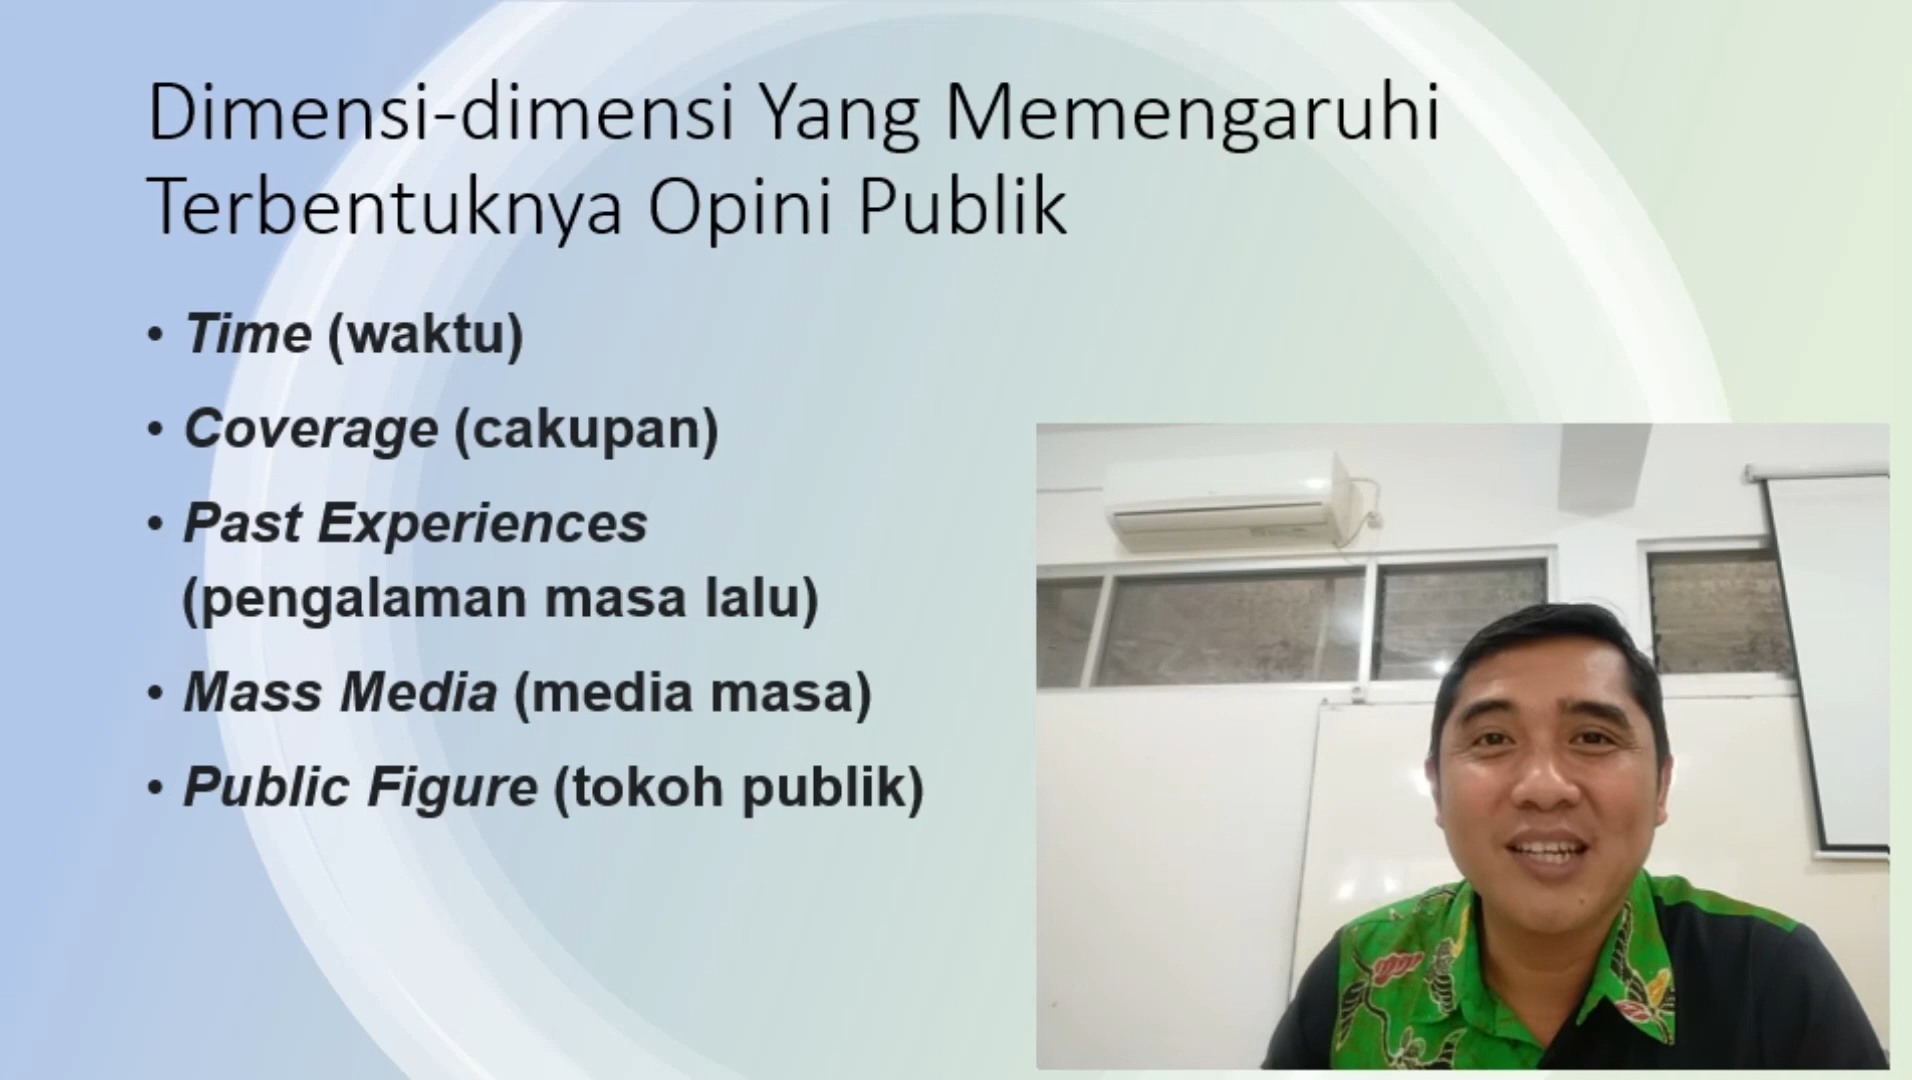 Dimensi-dimensi Yang Memengaruhi
Terbentuknya Opini Publik
• Time (waktu)
• Coverage (cakupan)
• Past Experiences
(pengalaman masa lalu)
• Mass Media (media masa)
• Public Figure (tokoh publik)